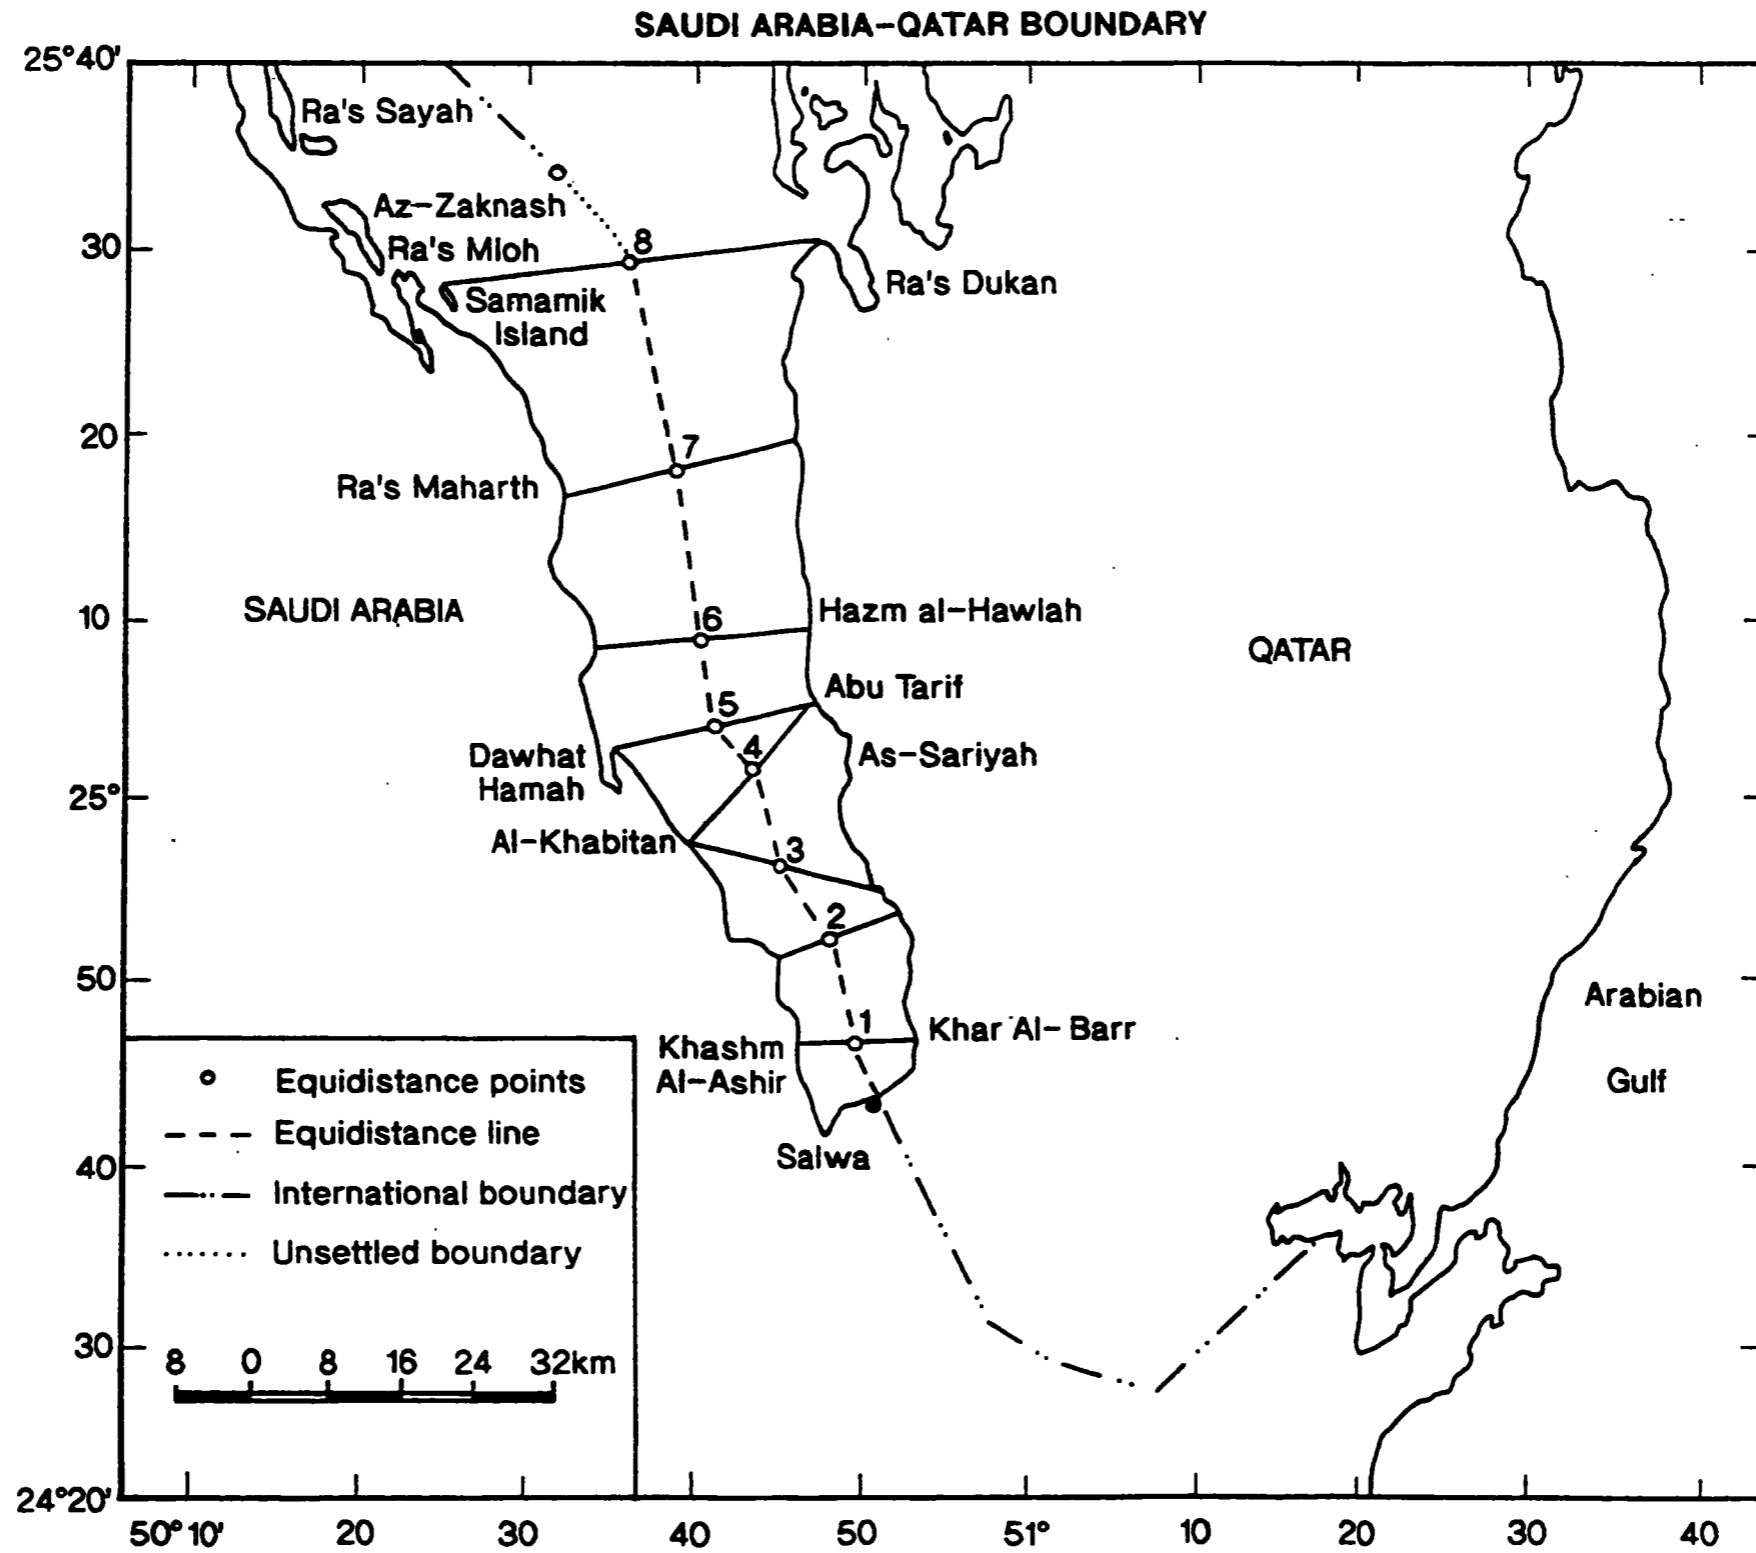 SAUDI ARABIA-QATAR BOUNDARY
25°40'
Ra's Sayah
Az-Zaknash
30
Ra's Mloh
8
Ra's Dukan
Samamik
Island
20
7
Ra's Maharth
10
SAUDI ARABIA
6
Hazm al-Hawlah
QATAR
Abu Tarif
5
Dawhat
Hamah
4
As-Sariyah
25°
Al-Khabitan
3
2
50
Arabian
Gulf
1
Khar Al-Barr
Khashm
Al-Ashir
Salwa
40
Equidistance points
Equidistance line
International boundary
Unsettled boundary
30
8 0 8 16 24 32km
24°20'
50°10' 20 30 40 50 51° 10 20 30 40